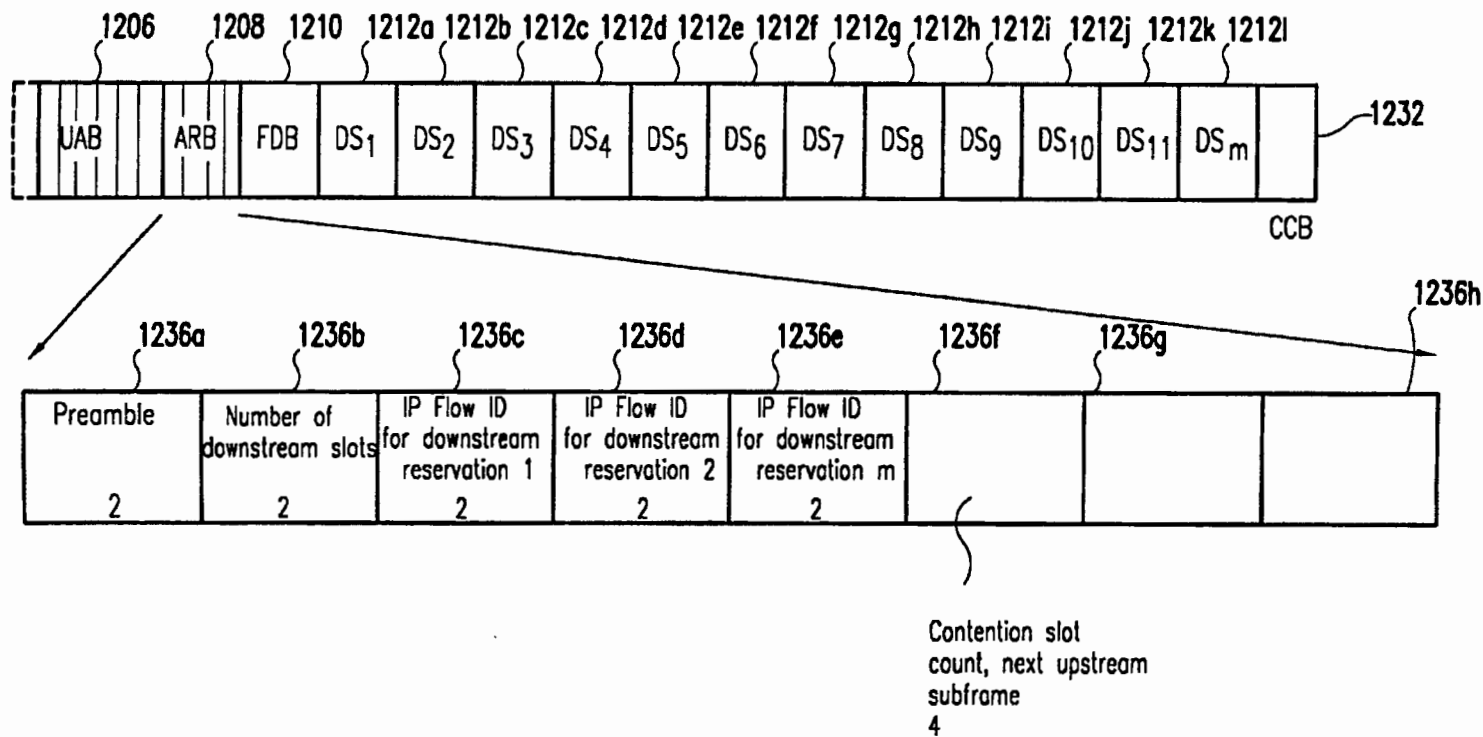 1206 1208 1210 1212a 1212b 1212c 1212d 1212e 1212f 1212g 1212h 1212i 1212j 1212k 1212l
UAB ARB FDB DS1 DS2 DS3 DS4 DS5 DS6 DS7 DS8 DS9 DS10 DS11 DSm
1232
CCB
1236h
1236a 1236b 1236c 1236d 1236e 1236f 1236g
Preamble
2
Number of
downstream slots
2
IP Flow ID
for downstream
reservation 1
2
IP Flow ID
for downstream
reservation 2
2
IP Flow ID
for downstream
reservation m
2
Contention slot
count, next upstream
subframe
4